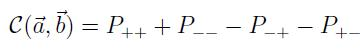 𝒞(a⃗, b⃗) = P₊₊ + P₋₋ − P₋₊ − P₊₋